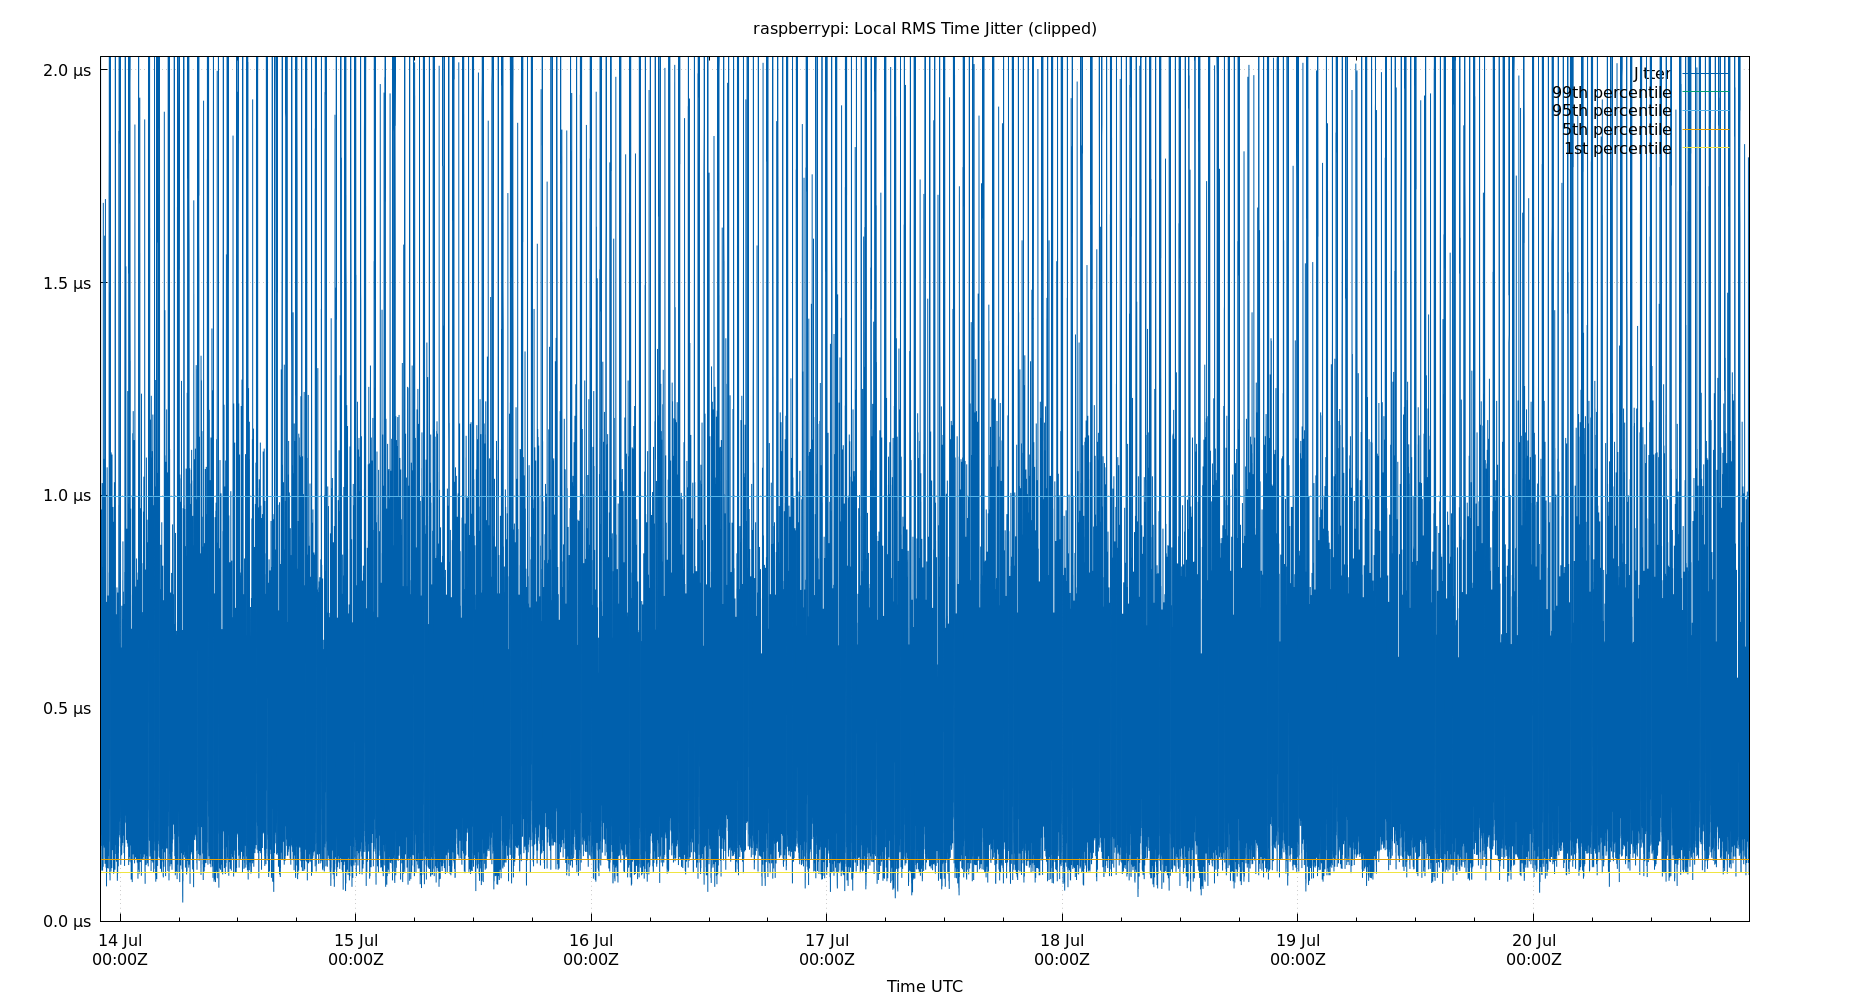 raspberrypi: Local RMS Time Jitter (clipped)
2.0 µs
Jitter
99th percentile
95th percentile
5th percentile
1st percentile
1.5 µs
1.0 µs
0.5 µs
0.0 µs
14 Jul 15 Jul 16 Jul 17 Jul 18 Jul 19 Jul 20 Jul
00:00Z 00:00Z 00:00Z 00:00Z 00:00Z 00:00Z 00:00Z
Time UTC